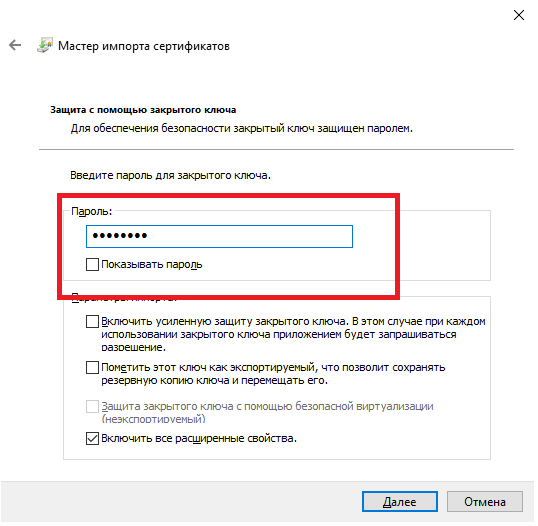 Мастер импорта сертификатов
Защита с помощью закрытого ключа
Для обеспечения безопасности закрытый ключ защищен паролем.
Введите пароль для закрытого ключа.
Пароль:
••••••••
Показывать пароль
Параметры импорта:
Включить усиленную защиту закрытого ключа. В этом случае при каждом
использовании закрытого ключа приложением будет запрашиваться
разрешение.
Пометить этот ключ как экспортируемый, что позволит сохранять
резервную копию ключа и перемещать его.
Защита закрытого ключа с помощью безопасной виртуализации
(неэкспортируемый)
Включить все расширенные свойства.
Далее
Отмена